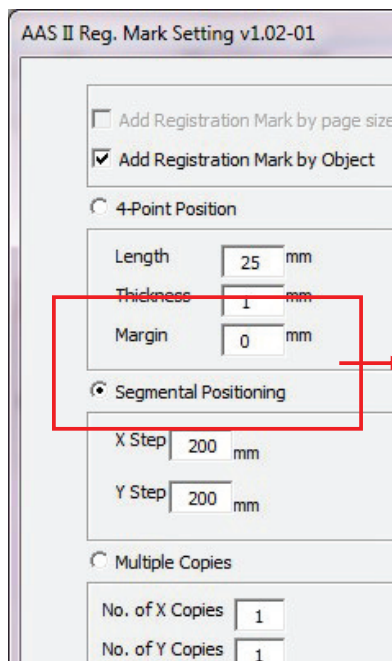 AAS II Reg. Mark Setting v1.02-01
Add Registration Mark by page size
Add Registration Mark by Object
4-Point Position
Length 25 mm
Thickness 1 mm
Margin 0 mm
Segmental Positioning
X Step 200 mm
Y Step 200 mm
Multiple Copies
No. of X Copies 1
No. of Y Copies 1